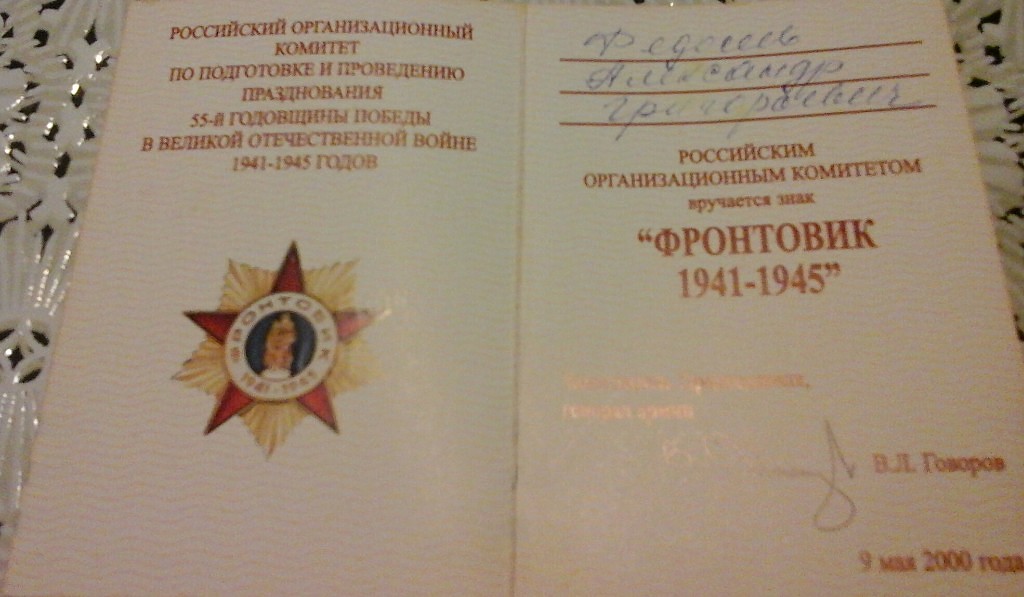 РОССИЙСКИЙ ОРГАНИЗАЦИОННЫЙ
КОМИТЕТ
ПО ПОДГОТОВКЕ И ПРОВЕДЕНИЮ
ПРАЗДНОВАНИЯ
55-й ГОДОВЩИНЫ ПОБЕДЫ
В ВЕЛИКОЙ ОТЕЧЕСТВЕННОЙ ВОЙНЕ
1941-1945 ГОДОВ
ФРОНТОВИК
1941-1945
Федосеев
Александр
Григорьевич
РОССИЙСКИМ
ОРГАНИЗАЦИОННЫМ КОМИТЕТОМ
вручается знак
“ФРОНТОВИК
1941-1945”
генерал армии
В.Л. Говоров
9 мая 2000 года